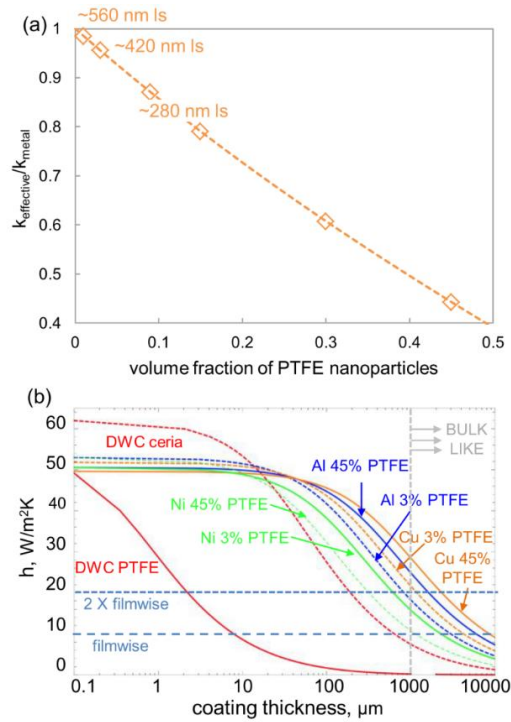 (a)
~560 nm ls
~420 nm ls
~280 nm ls
1
0.9
0.8
0.7
0.6
0.5
0.4
k effective/k metal
0 0.1 0.2 0.3 0.4 0.5
volume fraction of PTFE nanoparticles
(b)
60
50
40
30
20
10
0
h, W/m²K
DWC ceria
BULK
LIKE
Al 45% PTFE
Al 3% PTFE
Ni 45% PTFE
Ni 3% PTFE
Cu 3% PTFE
Cu 45%
PTFE
DWC PTFE
2 X filmwise
filmwise
0.1 1 10 100 1000 10000
coating thickness, µm